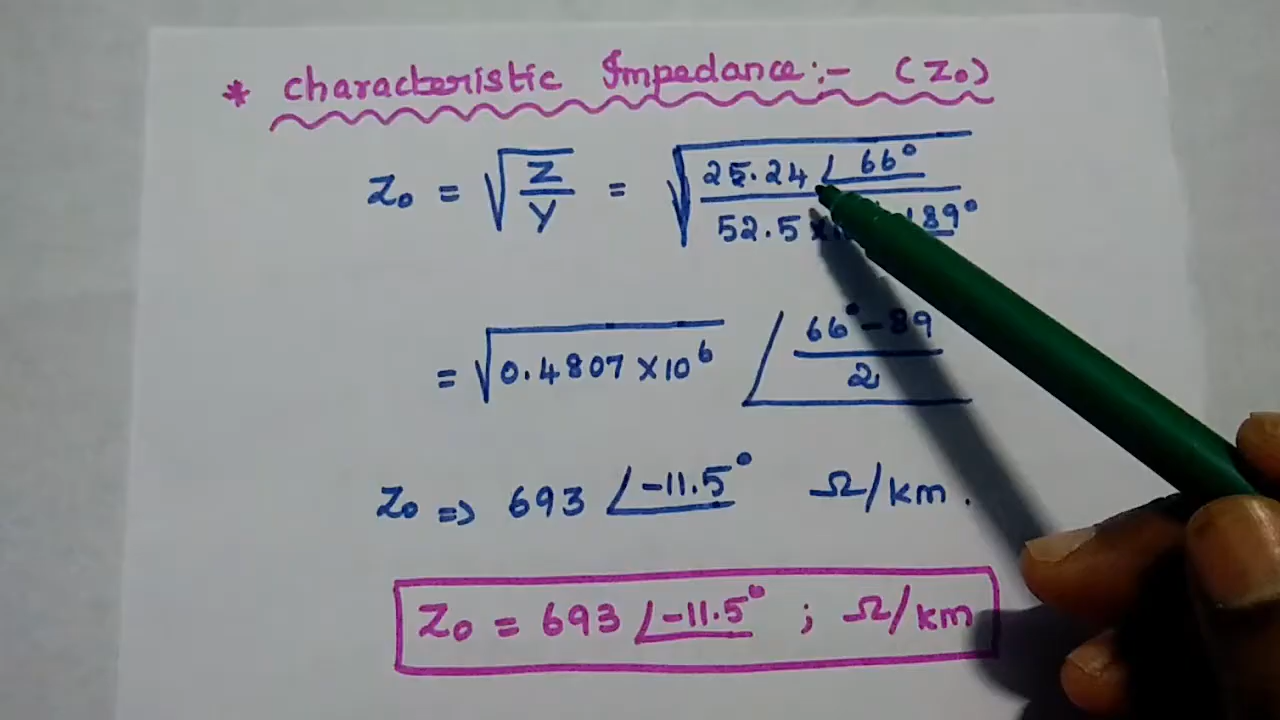 * Characteristic Impedance:- (Z₀)
Z₀ = √(Z/Y) = √(25.24 ∠66° / 52.5 × ∠89°)
= √(0.4807 × 10⁶) ∠(66° - 89 / 2)
Z₀ ⇒ 693 ∠-11.5° Ω/km.
Z₀ = 693 ∠-11.5° ; Ω/km